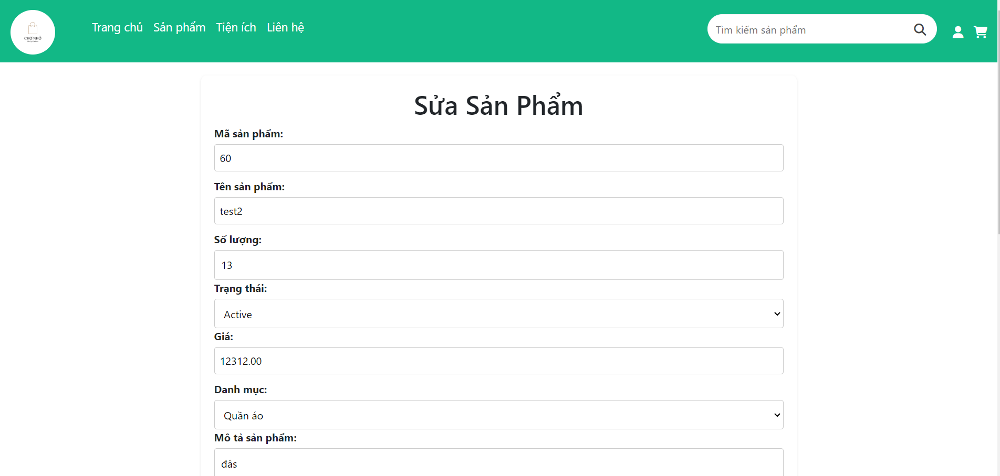 CHỢ NHỎ
Trang chủ Sản phẩm Tiện ích Liên hệ
Tìm kiếm sản phẩm
Sửa Sản Phẩm
Mã sản phẩm:
60
Tên sản phẩm:
test2
Số lượng:
13
Trạng thái:
Active
Giá:
12312.00
Danh mục:
Quần áo
Mô tả sản phẩm:
đâs